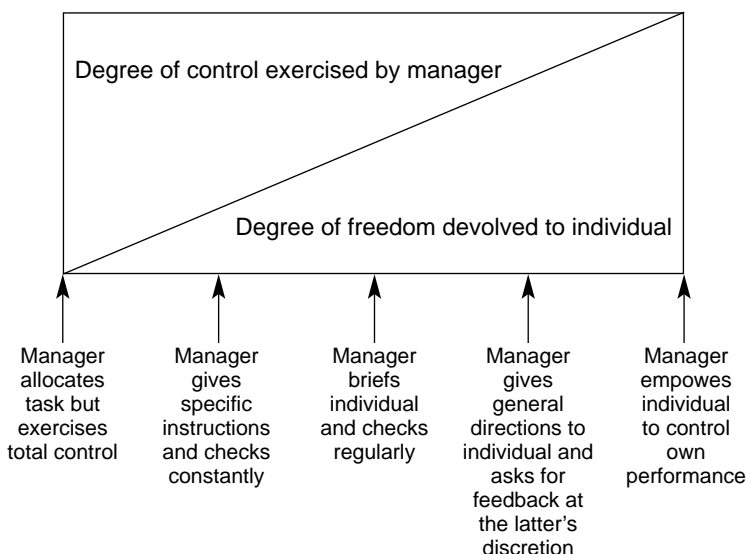 Degree of control exercised by manager
Degree of freedom devolved to individual
Manager
allocates
task but
exercises
total control
Manager
gives
specific
instructions
and checks
constantly
Manager
briefs
individual
and checks
regularly
Manager
gives
general
directions to
individual and
asks for
feedback at
the latter's
discretion
Manager
empowes
individual
to control
own
performance